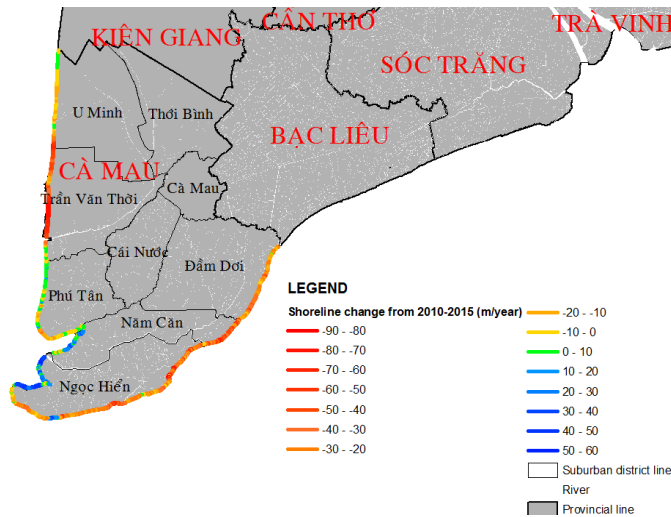 KIÊN GIANG
CẦN THƠ
TRÀ VINH
SÓC TRĂNG
U Minh
Thới Bình
BẠC LIÊU
CÀ MAU
Cà Mau
Trần Văn Thời
Cái Nước
Đầm Dơi
Phú Tân
Năm Căn
Ngọc Hiển
LEGEND
Shoreline change from 2010-2015 (m/year)
-90 - -80
-80 - -70
-70 - -60
-60 - -50
-50 - -40
-40 - -30
-30 - -20
-20 - -10
-10 - 0
0 - 10
10 - 20
20 - 30
30 - 40
40 - 50
50 - 60
Suburban district line
River
Provincial line